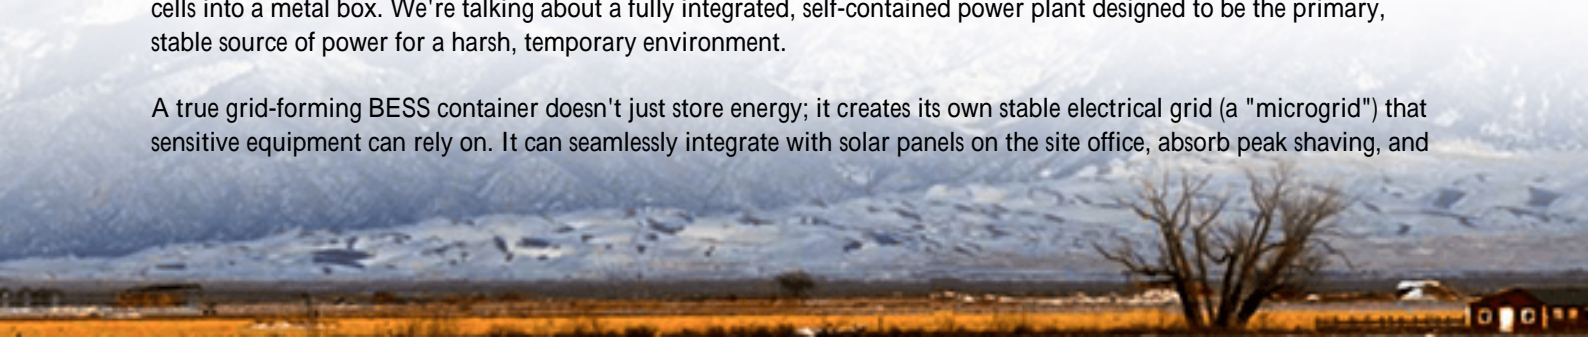 cells into a metal box. We're talking about a fully integrated, self-contained power plant designed to be the primary,
stable source of power for a harsh, temporary environment.
A true grid-forming BESS container doesn't just store energy; it creates its own stable electrical grid (a "microgrid") that
sensitive equipment can rely on. It can seamlessly integrate with solar panels on the site office, absorb peak shaving, and